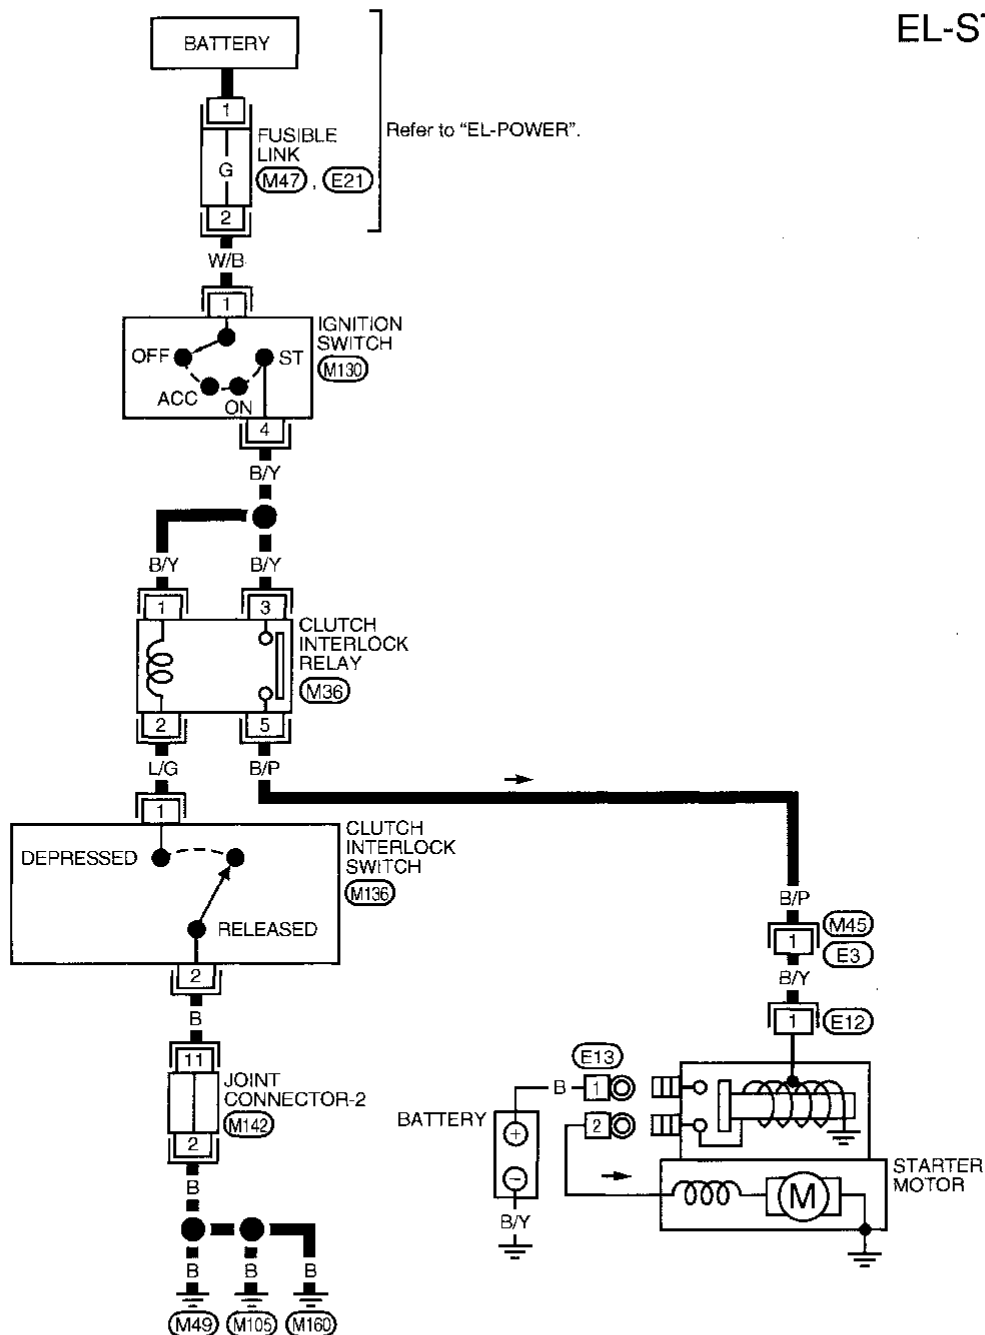 EL-ST
BATTERY
1
FUSIBLE
LINK
G
M47 , E21
2
Refer to "EL-POWER".
W/B
1
IGNITION
SWITCH
M130
OFF
ST
ACC
ON
4
B/Y
B/Y
B/Y
1
3
CLUTCH
INTERLOCK
RELAY
M36
2
5
L/G
B/P
1
CLUTCH
INTERLOCK
SWITCH
M136
DEPRESSED
RELEASED
2
B
11
JOINT
CONNECTOR-2
M142
2
B
B
B
B
M49
M105
M160
B/P
M45
1
E3
B/Y
1
E12
E13
B
1
BATTERY
2
+
−
B/Y
M
STARTER
MOTOR